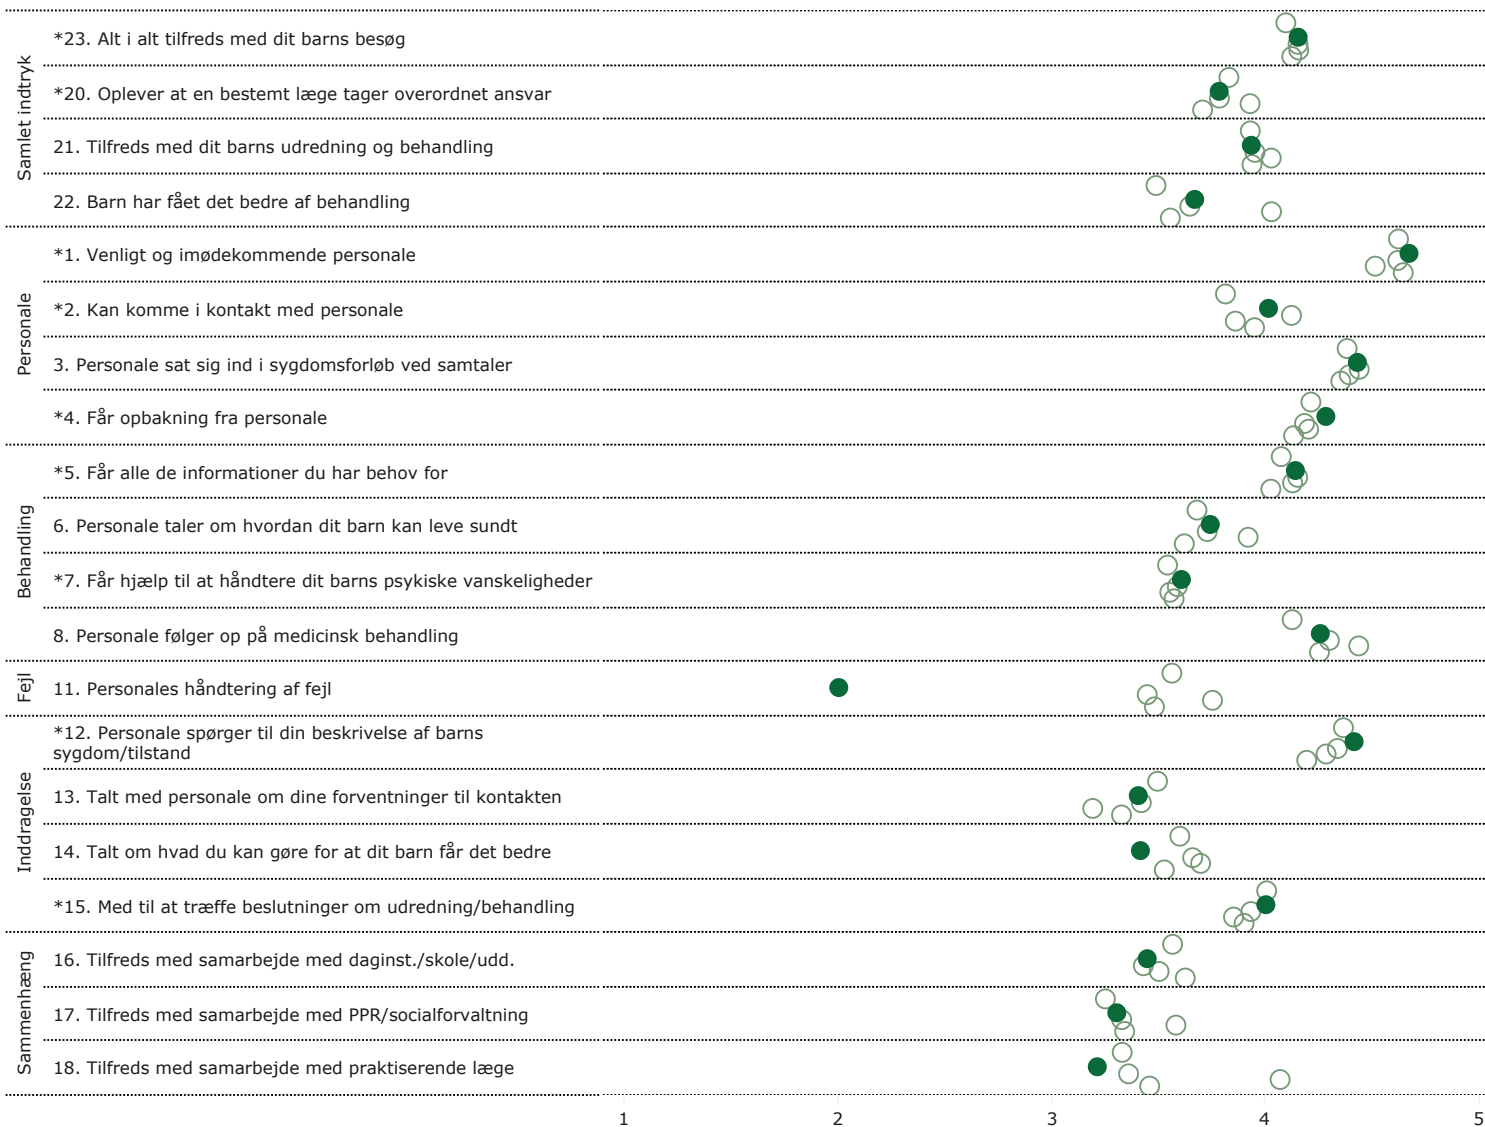 Samlet indtryk
*23. Alt i alt tilfreds med dit barns besøg
*20. Oplever at en bestemt læge tager overordnet ansvar
21. Tilfreds med dit barns udredning og behandling
22. Barn har fået det bedre af behandling
Personale
*1. Venligt og imødekommende personale
*2. Kan komme i kontakt med personale
3. Personale sat sig ind i sygdomsforløb ved samtaler
*4. Får opbakning fra personale
Behandling
*5. Får alle de informationer du har behov for
6. Personale taler om hvordan dit barn kan leve sundt
*7. Får hjælp til at håndtere dit barns psykiske vanskeligheder
8. Personale følger op på medicinsk behandling
Fejl
11. Personales håndtering af fejl
Inddragelse
*12. Personale spørger til din beskrivelse af barns
sygdom/tilstand
13. Talt med personale om dine forventninger til kontakten
14. Talt om hvad du kan gøre for at dit barn får det bedre
*15. Med til at træffe beslutninger om udredning/behandling
Sammenhæng
16. Tilfreds med samarbejde med daginst./skole/udd.
17. Tilfreds med samarbejde med PPR/socialforvaltning
18. Tilfreds med samarbejde med praktiserende læge
1 2 3 4 5